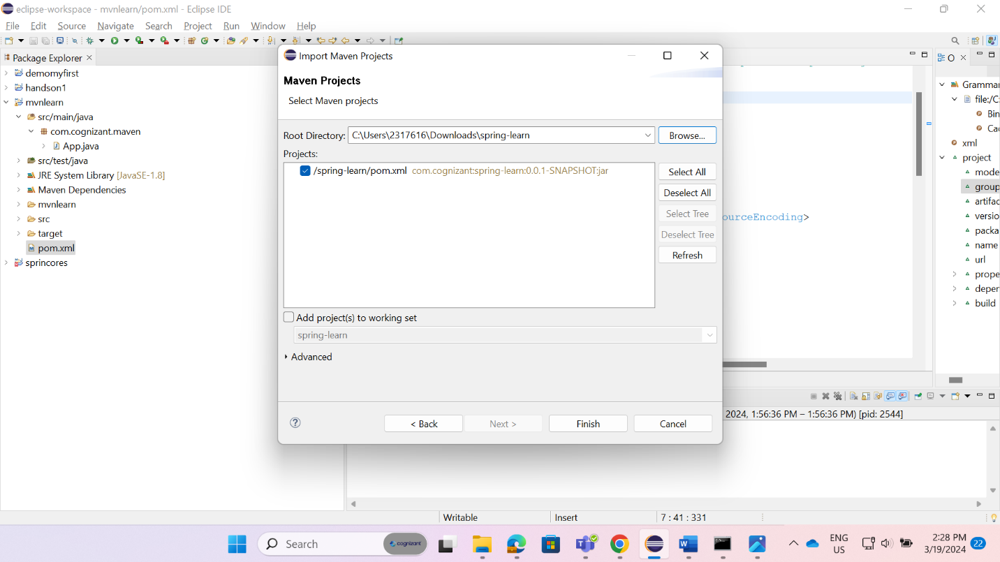 eclipse-workspace - mvnlearn/pom.xml - Eclipse IDE
File Edit Source Navigate Search Project Run Window Help
Package Explorer
demomyfirst
handson1
mvnlearn
src/main/java
com.cognizant.maven
App.java
src/test/java
JRE System Library [JavaSE-1.8]
Maven Dependencies
mvnlearn
src
target
pom.xml
sprincores
Import Maven Projects
Maven Projects
Select Maven projects
Root Directory: C:\Users\2317616\Downloads\spring-learn Browse...
Projects:
/spring-learn/pom.xml com.cognizant:spring-learn:0.0.1-SNAPSHOT:jar
Select All
Deselect All
Select Tree
Deselect Tree
Refresh
Add project(s) to working set
spring-learn
Advanced
< Back Next > Finish Cancel
ourceEncoding>
O
Grammar
file:/C:
Bin
Cac
xml
project
mode
group
artifac
versio
packa
name
url
prope
deper
build
2024, 1:56:36 PM – 1:56:36 PM) [pid: 2544]
Writable Insert 7 : 41 : 331
Search cognizant
ENG
US
2:28 PM
3/19/2024
22